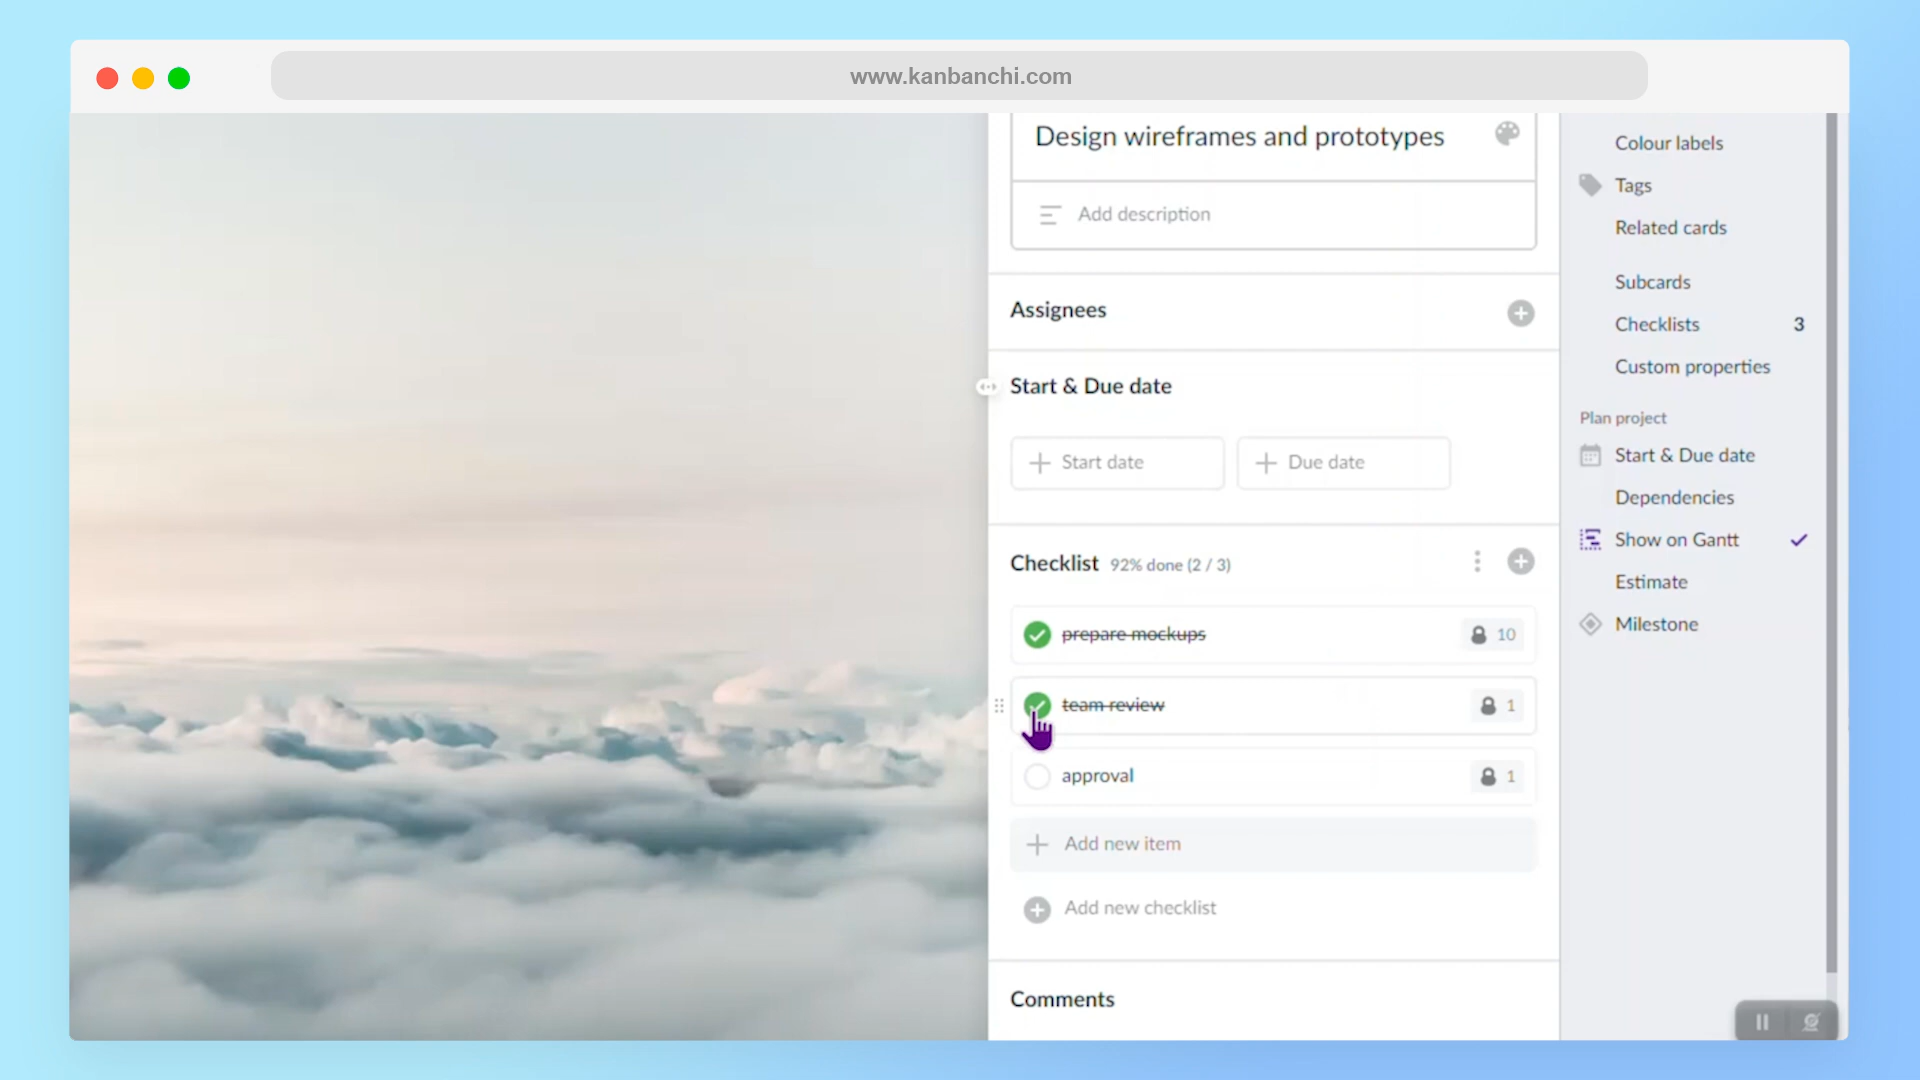 www.kanbanchi.com
Design wireframes and prototypes
Add description
Assignees
Start & Due date
Start date
Due date
Checklist 92% done (2 / 3)
prepare mockups 10
team review 1
approval 1
Add new item
Add new checklist
Comments
Colour labels
Tags
Related cards
Subcards
Checklists 3
Custom properties
Plan project
Start & Due date
Dependencies
Show on Gantt
Estimate
Milestone